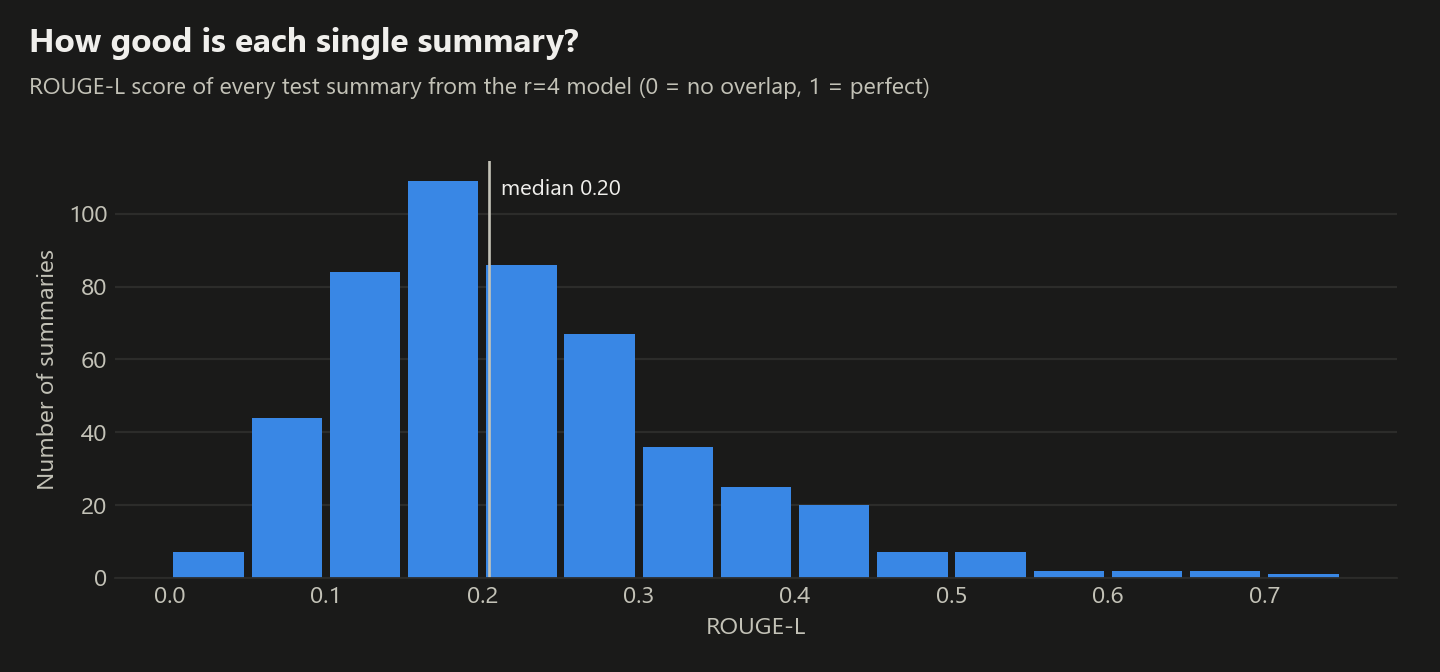 How good is each single summary?
ROUGE-L score of every test summary from the r=4 model (0 = no overlap, 1 = perfect)
median 0.20
Number of summaries
100
80
60
40
20
0
0.0 0.1 0.2 0.3 0.4 0.5 0.6 0.7
ROUGE-L